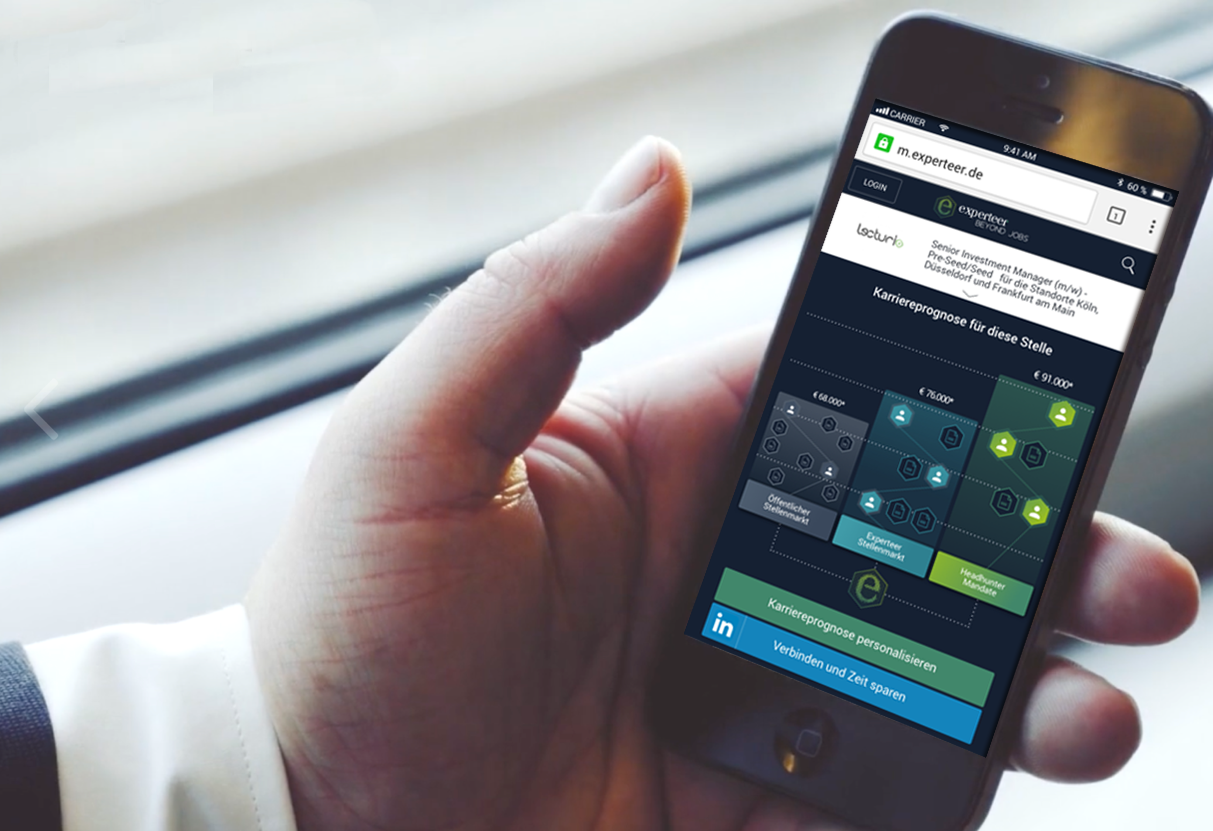 CARRIER
9:41 AM
60 %
m.experteer.de
1
LOGIN
e experteer
BEYOND JOBS
lecturio
Senior Investment Manager (m/w) -
Pre-Seed/Seed für die Standorte Köln,
Düsseldorf und Frankfurt am Main
Karriereprognose für diese Stelle
€ 68.000*
€ 76.000*
€ 91.000*
Öffentlicher
Stellenmarkt
Experteer
Stellenmarkt
Headhunter
Mandate
e
Karriereprognose personalisieren
in Verbinden und Zeit sparen